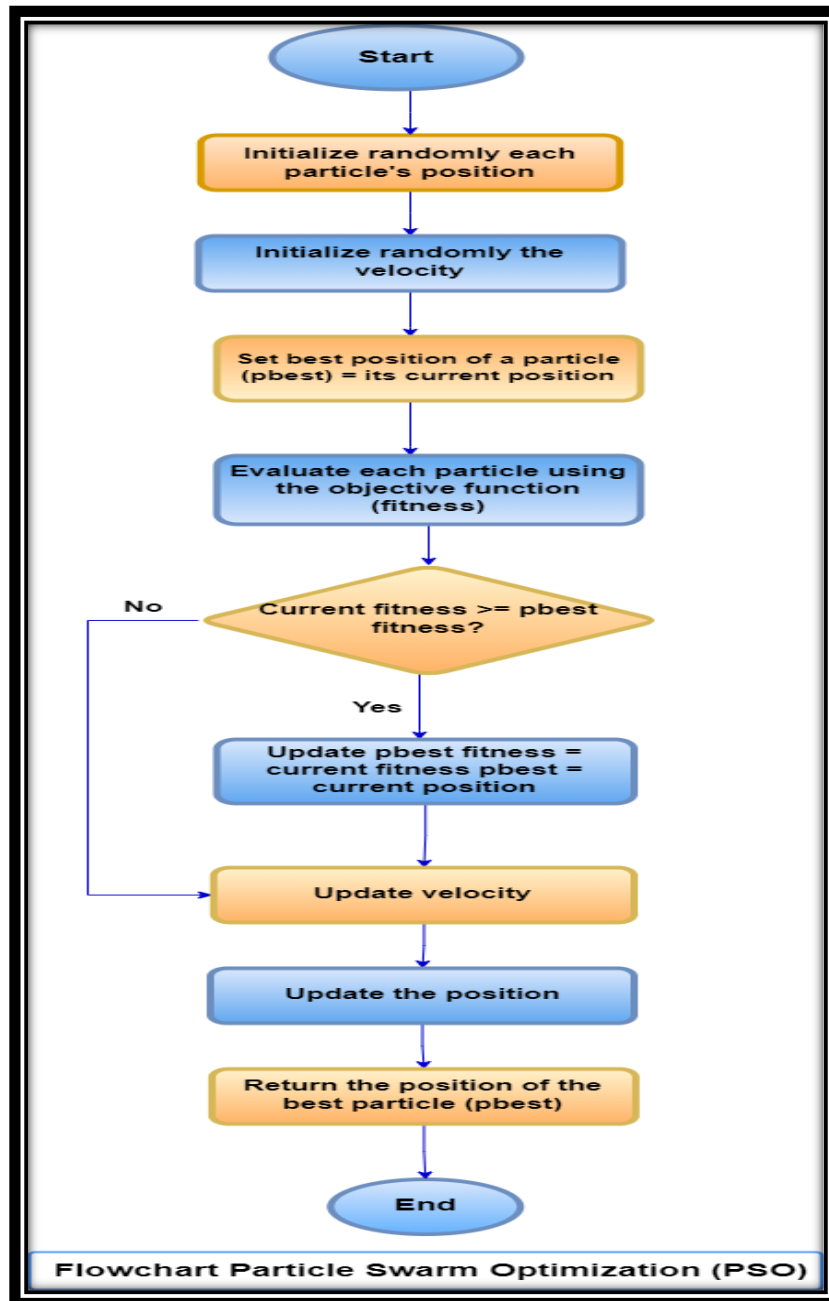 Start
Initialize randomly each
particle's position
Initialize randomly the
velocity
Set best position of a particle
(pbest) = its current position
Evaluate each particle using
the objective function
(fitness)
No
Current fitness >= pbest
fitness?
Yes
Update pbest fitness =
current fitness pbest =
current position
Update velocity
Update the position
Return the position of the
best particle (pbest)
End
Flowchart Particle Swarm Optimization (PSO)